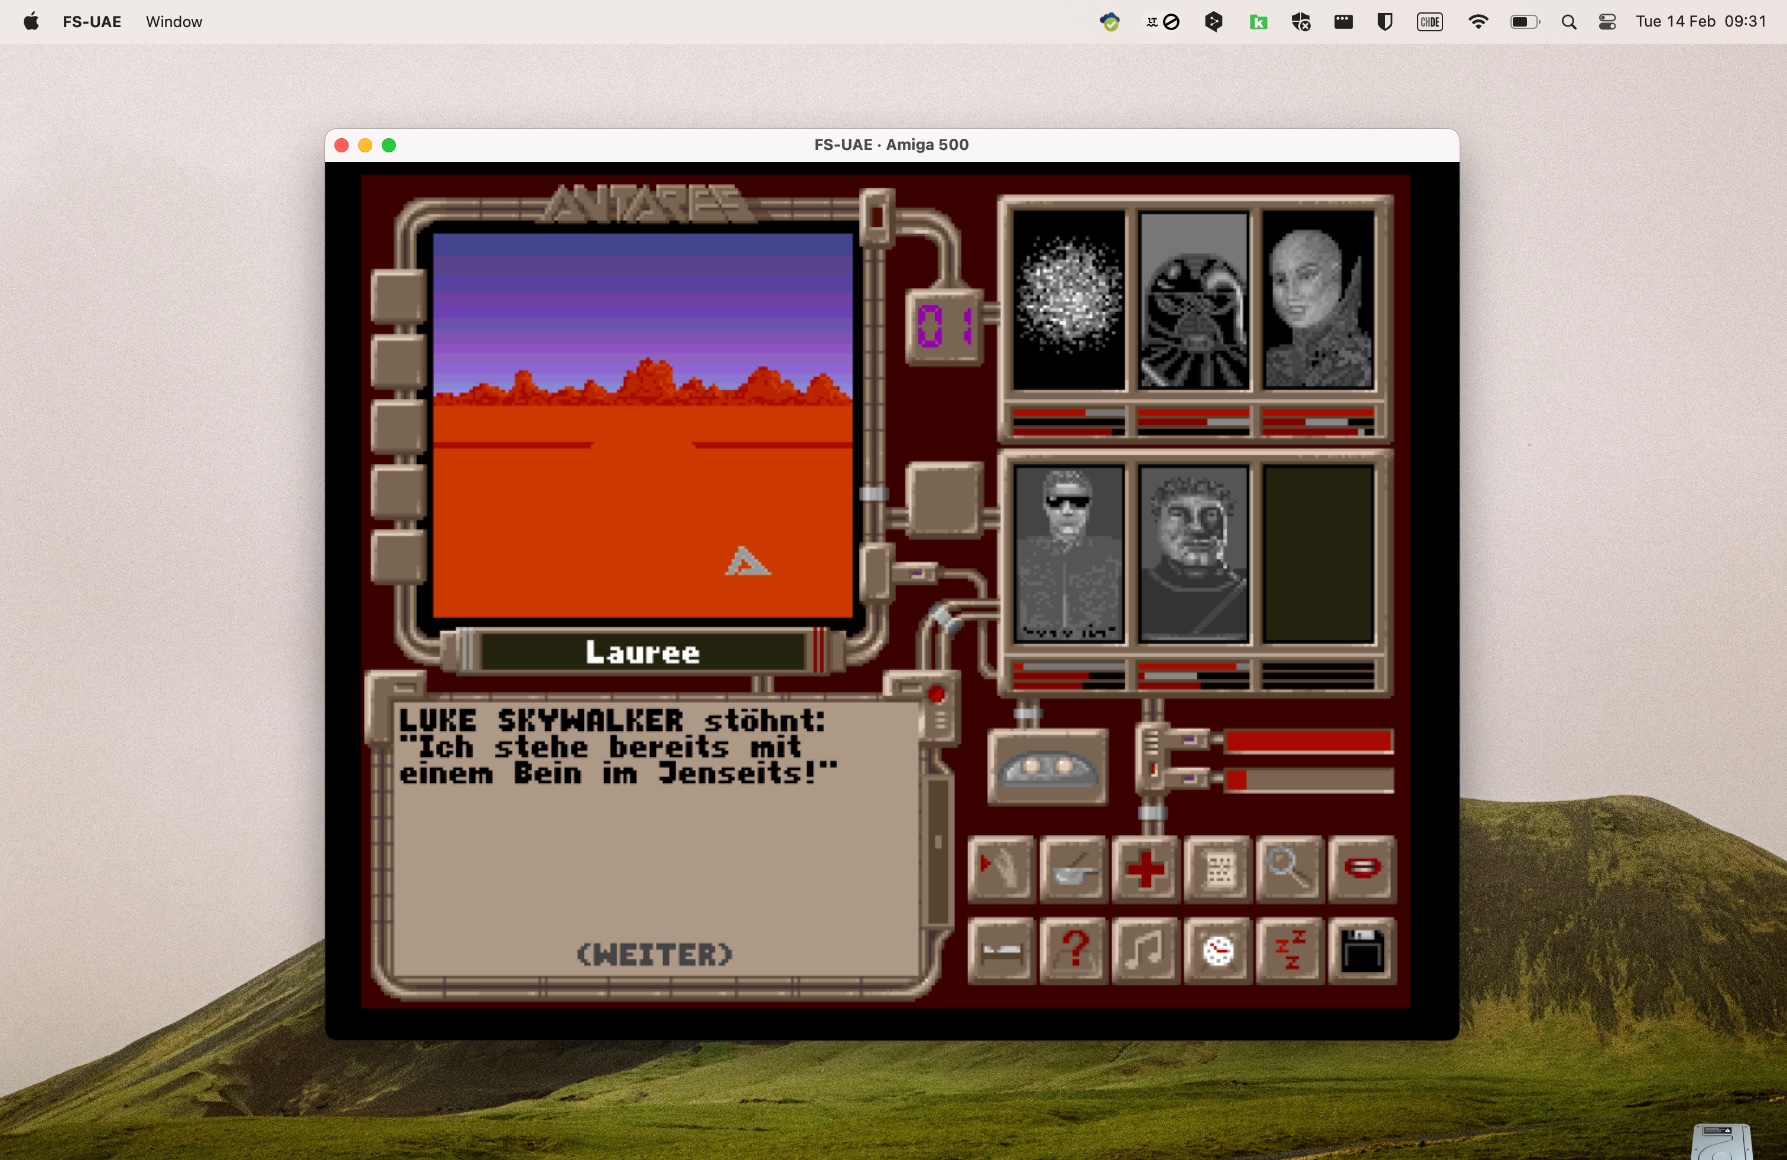 FS-UAE Window
CHDE
Tue 14 Feb 09:31
FS-UAE · Amiga 500
ANTARES
01
Lauree
LUKE SKYWALKER stöhnt:
"Ich stehe bereits mit
einem Bein im Jenseits!"
(WEITER)
?
z z z